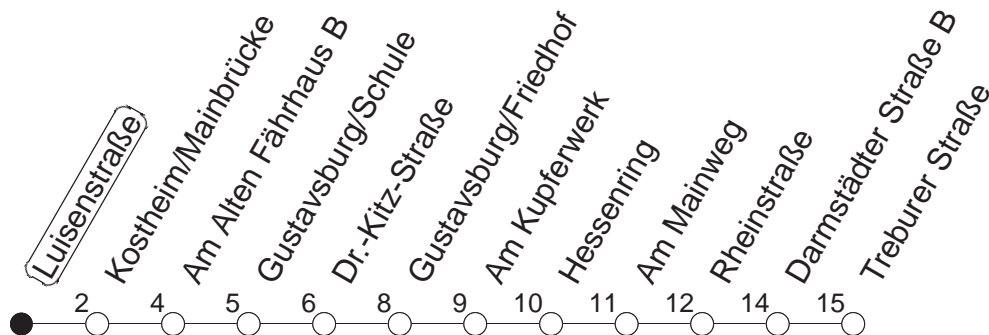 Luisenstraße
Kostheim/Mainbrücke
Am Alten Fährhaus B
Gustavsburg/Schule
Dr.-Kitz-Straße
Gustavsburg/Friedhof
Am Kupferwerk
Hessenring
Am Mainweg
Rheinstraße
Darmstädter Straße B
Treburer Straße
2 4 5 6 8 9 10 11 12 14 15